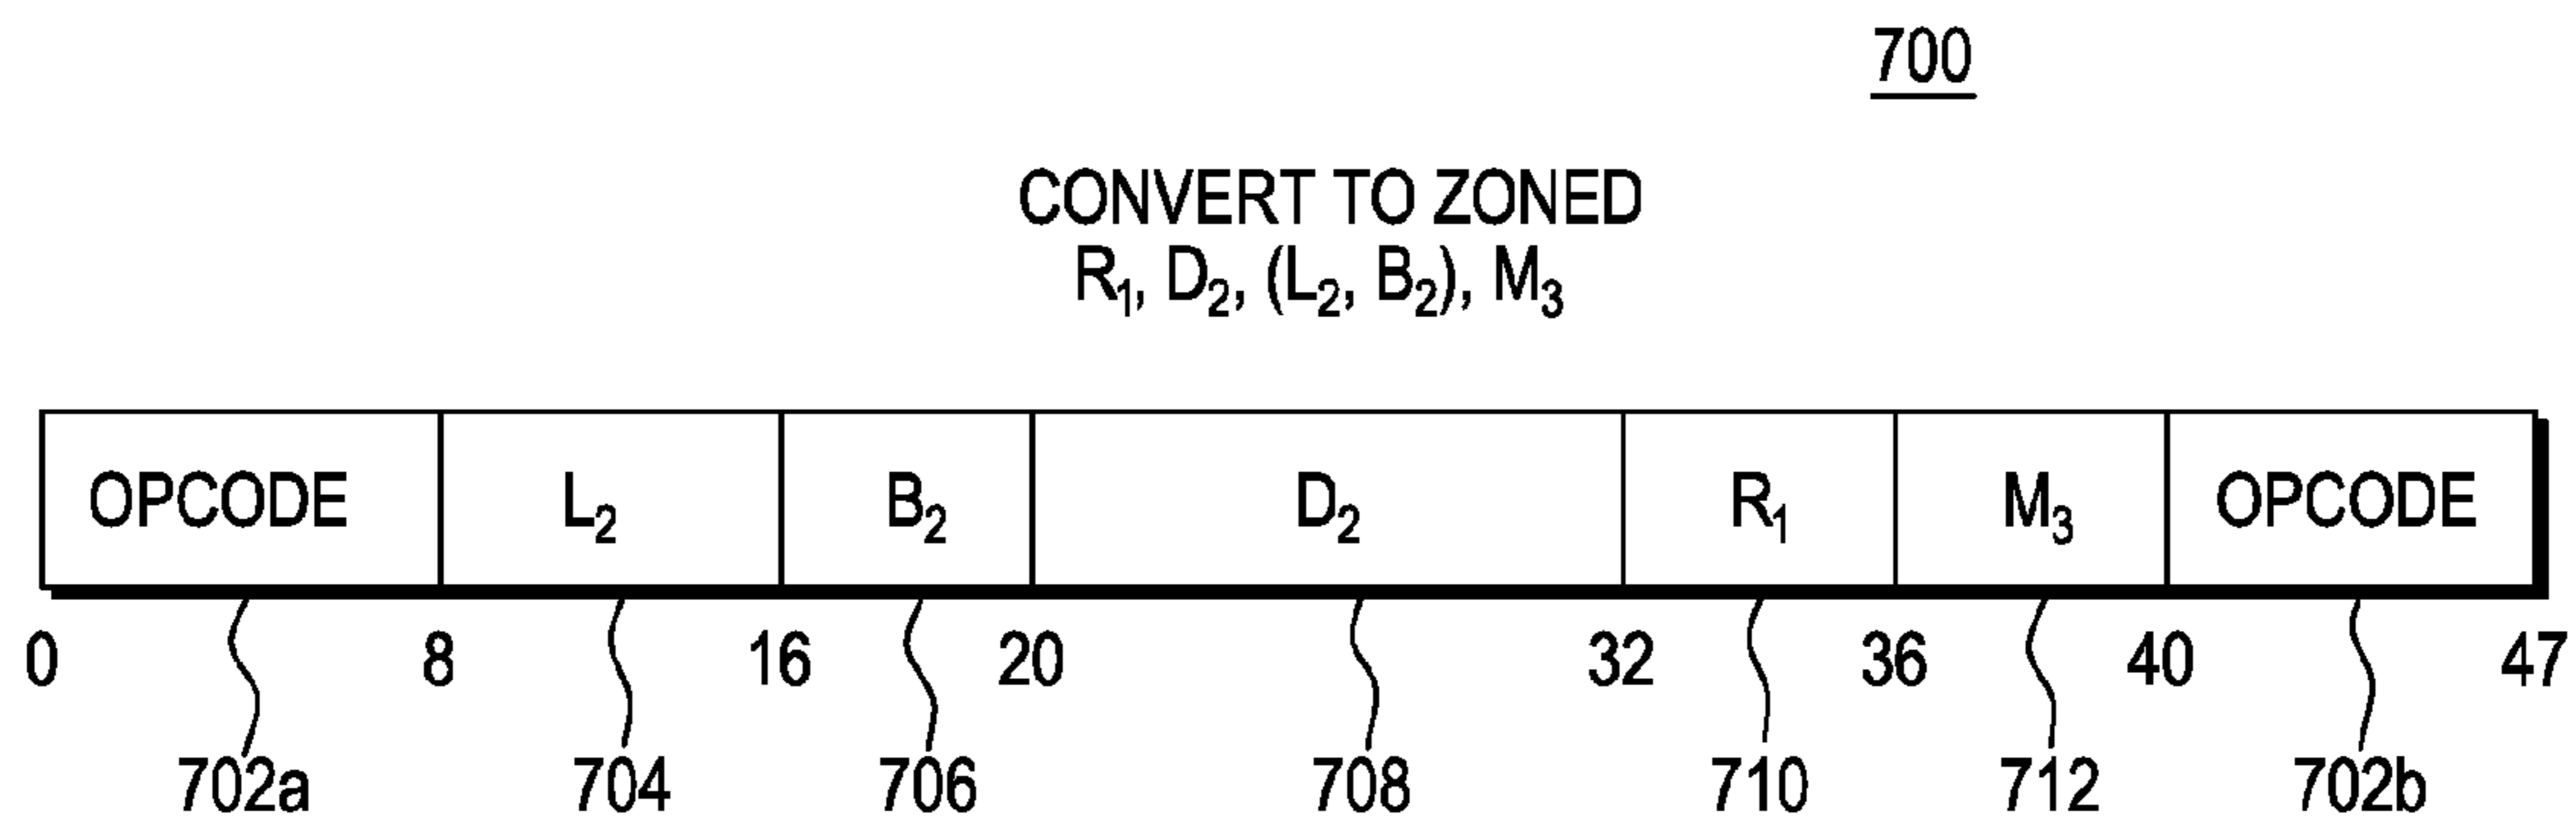 700
CONVERT TO ZONED
R₁, D₂, (L₂, B₂), M₃
OPCODE L₂ B₂ D₂ R₁ M₃ OPCODE
0 8 16 20 32 36 40 47
702a 704 706 708 710 712 702b